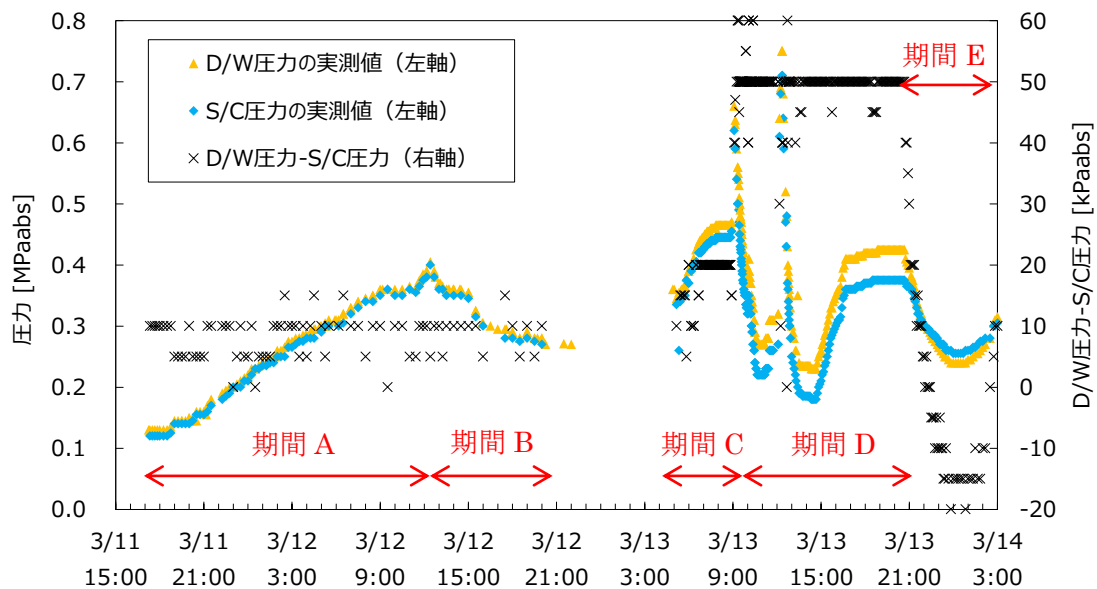 D/W圧力の実測値（左軸）
S/C圧力の実測値（左軸）
D/W圧力-S/C圧力（右軸）
期間 A
期間 B
期間 C
期間 D
期間 E
圧力 [MPaabs]
0.8
0.7
0.6
0.5
0.4
0.3
0.2
0.1
0.0
D/W圧力-S/C圧力 [kPaabs]
60
50
40
30
20
10
0
-10
-20
3/11 3/11 3/12 3/12 3/12 3/12 3/13 3/13 3/13 3/13 3/14
15:00 21:00 3:00 9:00 15:00 21:00 3:00 9:00 15:00 21:00 3:00